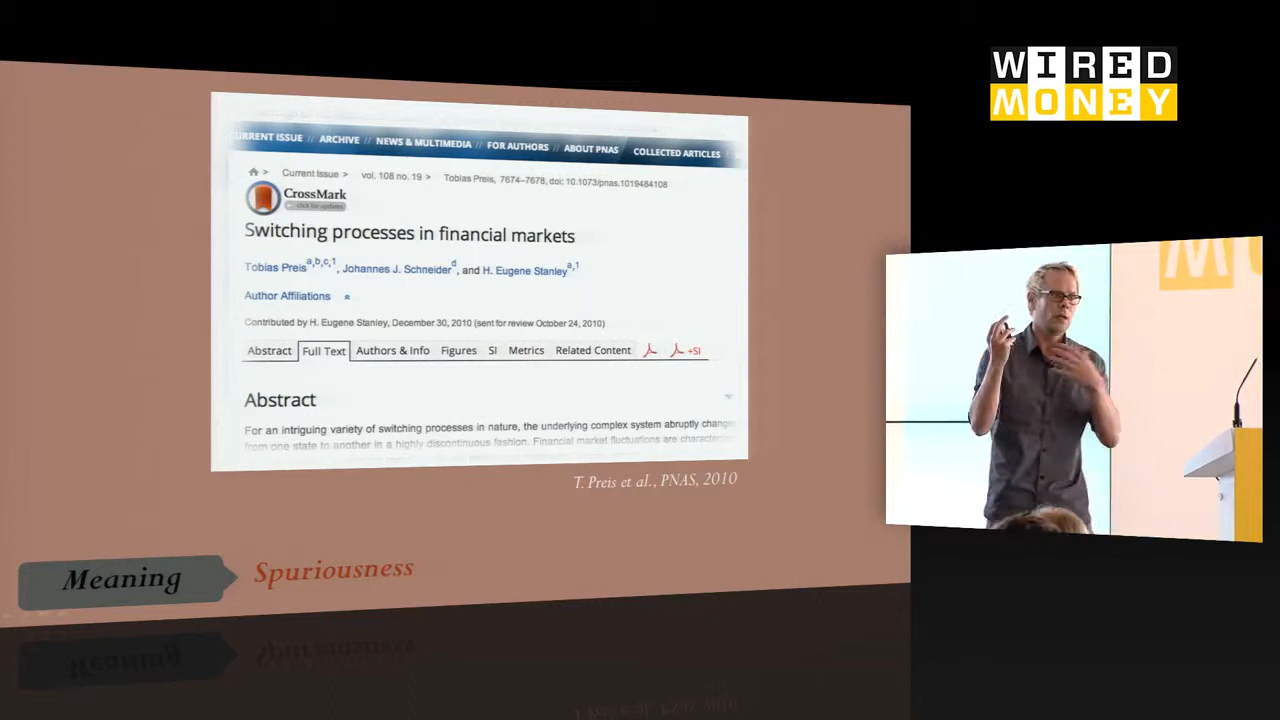 WIRED
MONEY
CURRENT ISSUE // ARCHIVE // NEWS & MULTIMEDIA // FOR AUTHORS // ABOUT PNAS COLLECTED ARTICLES
> Current Issue > vol. 108 no. 19 > Tobias Preis, 7674–7678, doi: 10.1073/pnas.1019484108
CrossMark
click for updates
Switching processes in financial markets
Tobias Preis a,b,c,1, Johannes J. Schneider d, and H. Eugene Stanley a,1
Author Affiliations
Contributed by H. Eugene Stanley, December 30, 2010 (sent for review October 24, 2010)
Abstract Full Text Authors & Info Figures SI Metrics Related Content +SI
Abstract
For an intriguing variety of switching processes in nature, the underlying complex system abruptly
from one state to another in a highly discontinuous fashion. Financial market fluctuations are
T. Preis et al., PNAS, 2010
Meaning Spuriousness